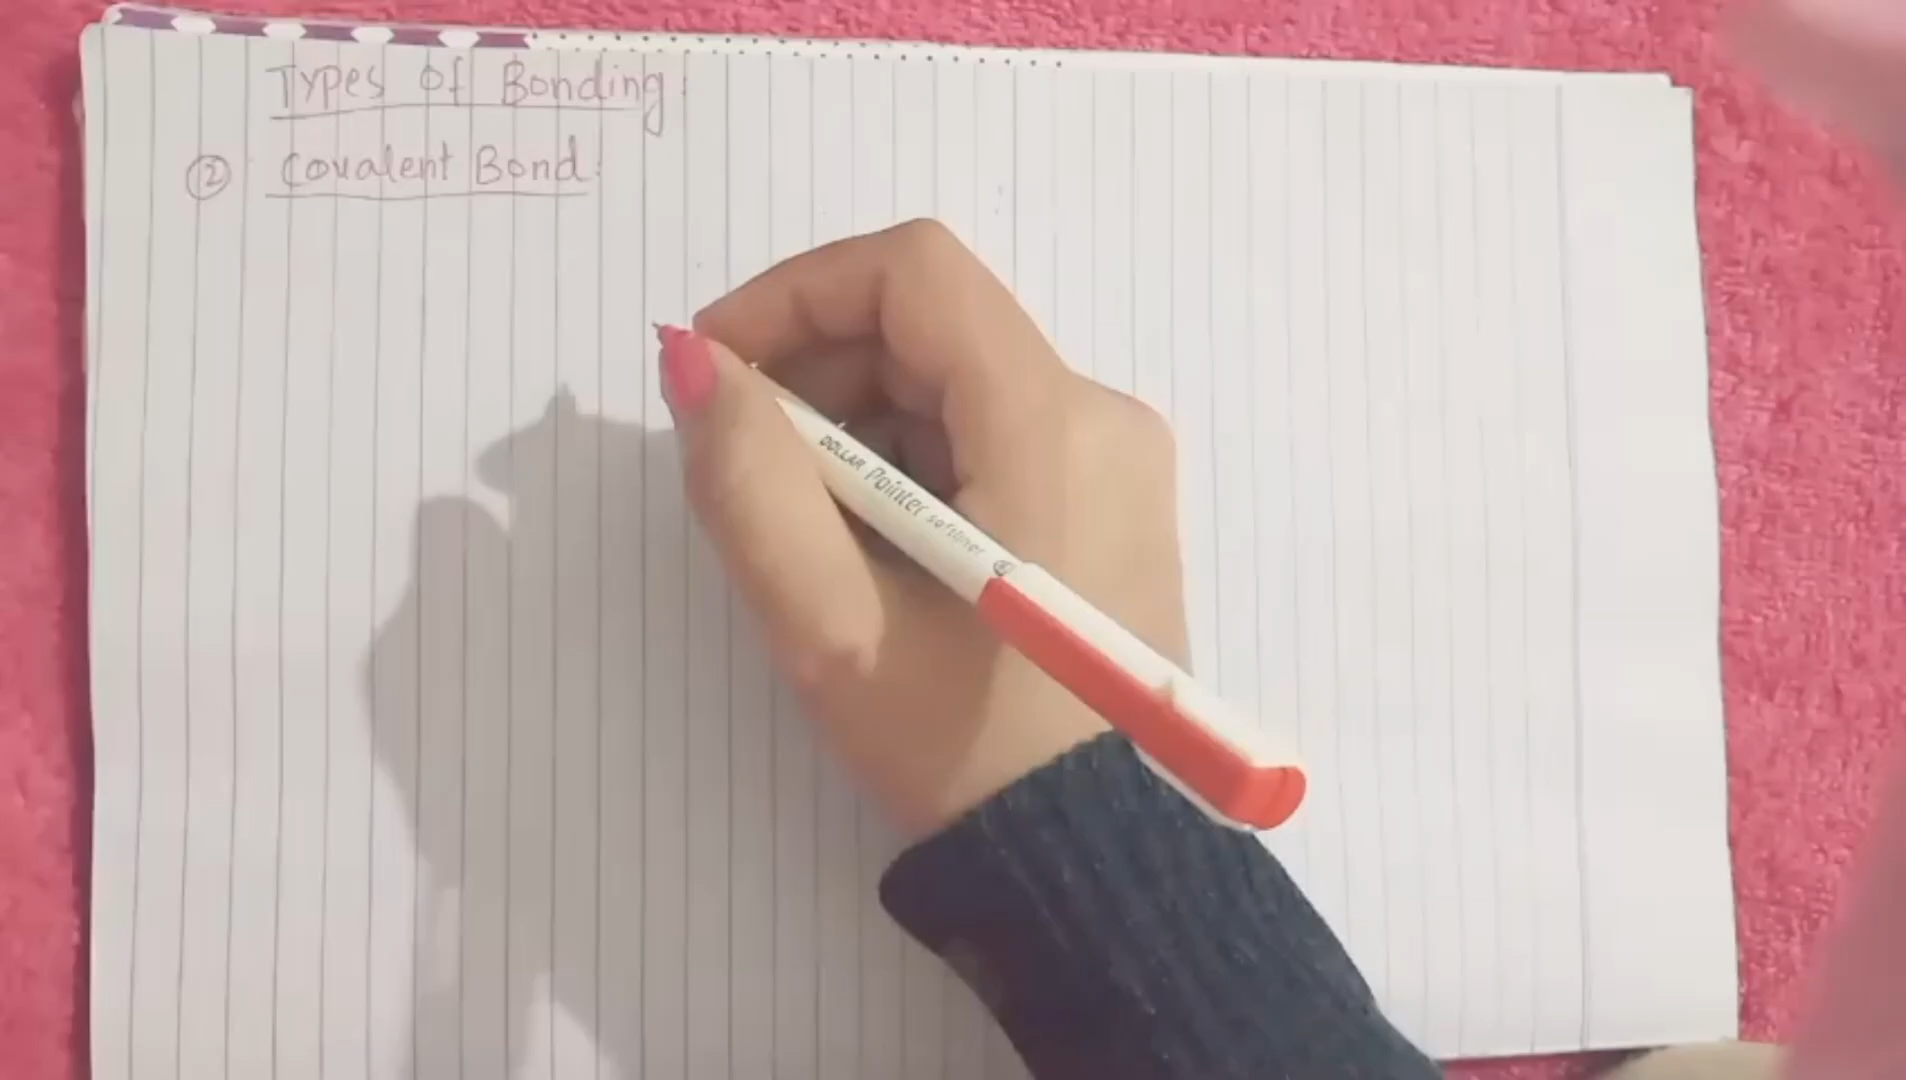 Types of Bonding:
② Covalent Bond:
DOLLAR Pointer softliner